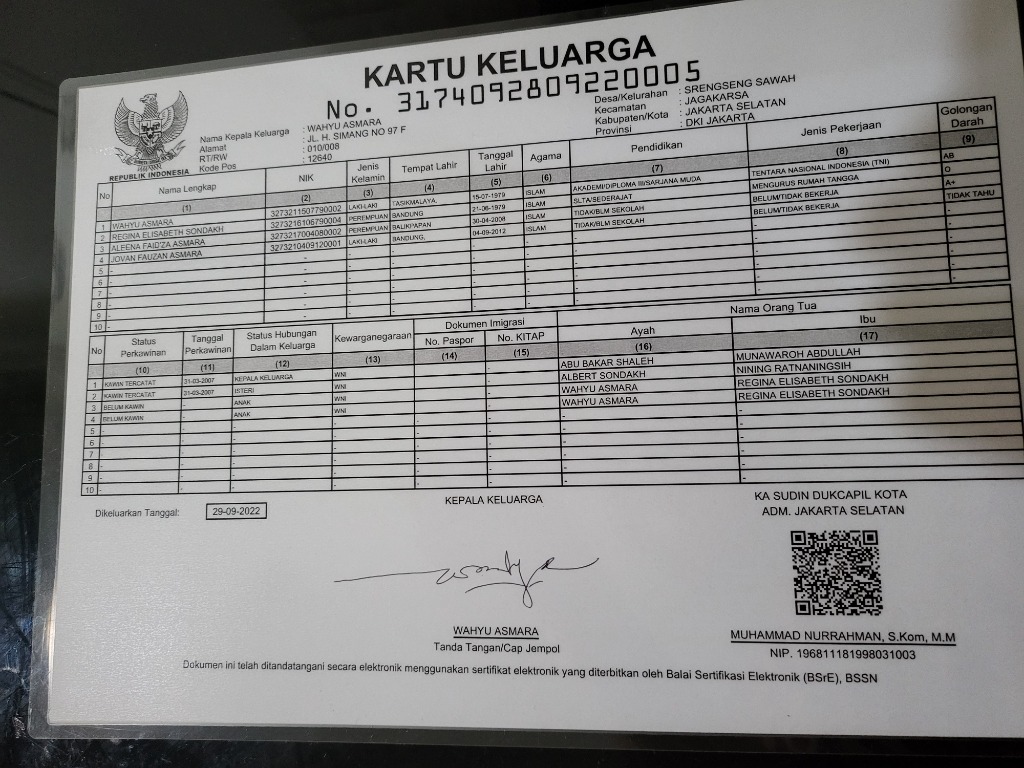 KARTU KELUARGA
No. 3174092809220005
REPUBLIK INDONESIA
Nama Kepala Keluarga : WAHYU ASMARA
Alamat : JL. H. SIMANG NO 97 F
RT/RW : 010/008
Kode Pos : 12640
Desa/Kelurahan : SRENGSENG SAWAH
Kecamatan : JAGAKARSA
Kabupaten/Kota : JAKARTA SELATAN
Provinsi : DKI JAKARTA
No Nama Lengkap NIK Jenis Kelamin Tempat Lahir Tanggal Lahir Agama Pendidikan Jenis Pekerjaan Golongan Darah
(1) (2) (3) (4) (5) (6) (7) (8) (9)
1 WAHYU ASMARA 3273211507790002 LAKI-LAKI TASIKMALAYA. 15-07-1979 ISLAM AKADEMI/DIPLOMA III/SARJANA MUDA TENTARA NASIONAL INDONESIA (TNI) AB
2 REGINA ELISABETH SONDAKH 3273216106790004 PEREMPUAN BANDUNG 21-06-1979 ISLAM SLTA/SEDERAJAT MENGURUS RUMAH TANGGA O
3 ALEENA FAID'ZA ASMARA 3273217004080002 PEREMPUAN BALIKPAPAN 30-04-2008 ISLAM TIDAK/BLM SEKOLAH BELUM/TIDAK BEKERJA A+
4 JOVAN FAUZAN ASMARA 3273210409120001 LAKI-LAKI BANDUNG, 04-09-2012 ISLAM TIDAK/BLM SEKOLAH BELUM/TIDAK BEKERJA TIDAK TAHU
5 - - - - - - - - -
6 - - - - - - - - -
7 - - - - - - - - -
8 - - - - - - - - -
9 - - - - - - - - -
10 - - - - - - - - -
No Status Perkawinan Tanggal Perkawinan Status Hubungan Dalam Keluarga Kewarganegaraan Dokumen Imigrasi Nama Orang Tua
No. Paspor No. KITAP Ayah Ibu
(10) (11) (12) (13) (14) (15) (16) (17)
1 KAWIN TERCATAT 31-03-2007 KEPALA KELUARGA WNI - - ABU BAKAR SHALEH MUNAWAROH ABDULLAH
2 KAWIN TERCATAT 31-03-2007 ISTERI WNI - - ALBERT SONDAKH NINING RATNANINGSIH
3 BELUM KAWIN - ANAK WNI - - WAHYU ASMARA REGINA ELISABETH SONDAKH
4 BELUM KAWIN - ANAK WNI - - WAHYU ASMARA REGINA ELISABETH SONDAKH
5 - - - - - - - -
6 - - - - - - - -
7 - - - - - - - -
8 - - - - - - - -
9 - - - - - - - -
10 - - - - - - - -
Dikeluarkan Tanggal: 29-09-2022
KEPALA KELUARGA
WAHYU ASMARA
Tanda Tangan/Cap Jempol
KA SUDIN DUKCAPIL KOTA
ADM. JAKARTA SELATAN
MUHAMMAD NURRAHMAN, S.Kom, M.M
NIP. 196811181998031003
Dokumen ini telah ditandatangani secara elektronik menggunakan sertifikat elektronik yang diterbitkan oleh Balai Sertifikasi Elektronik (BSrE), BSSN